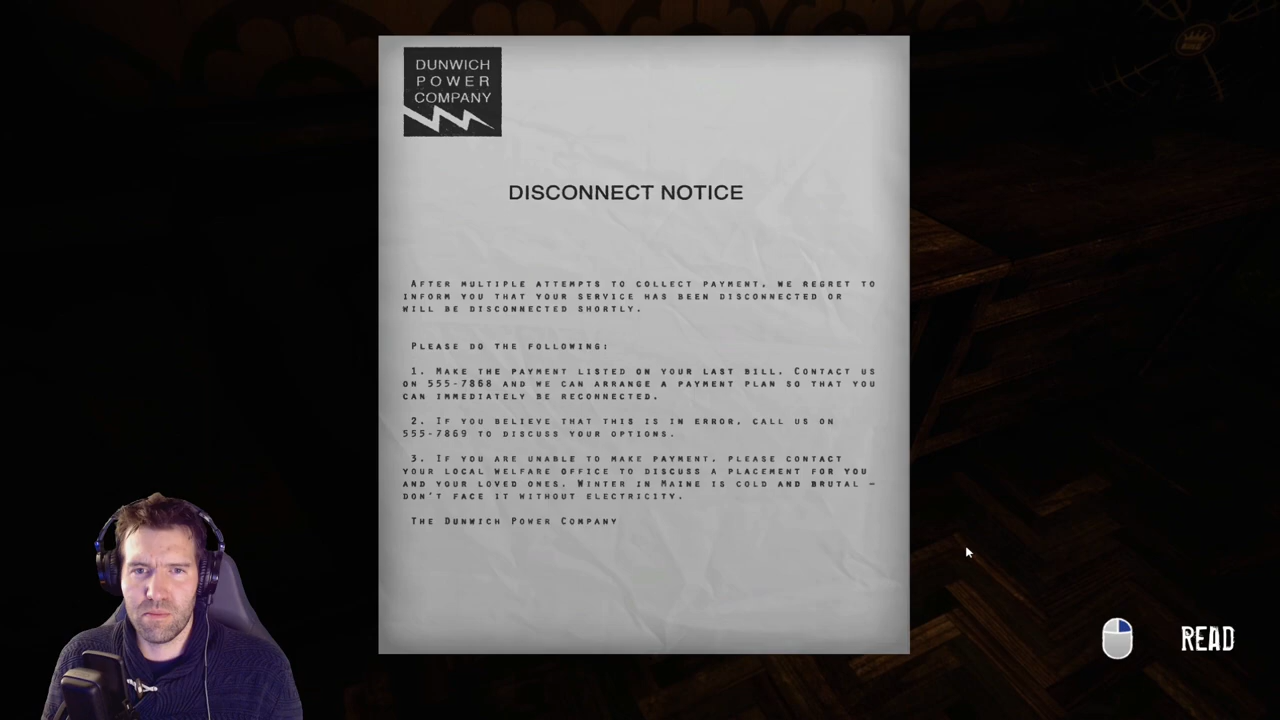 DUNWICH
POWER
COMPANY
DISCONNECT NOTICE
AFTER MULTIPLE ATTEMPTS TO COLLECT PAYMENT, WE REGRET TO
INFORM YOU THAT YOUR SERVICE HAS BEEN DISCONNECTED OR
WILL BE DISCONNECTED SHORTLY.
PLEASE DO THE FOLLOWING:
1. MAKE THE PAYMENT LISTED ON YOUR LAST BILL. CONTACT US
ON 555-7868 AND WE CAN ARRANGE A PAYMENT PLAN SO THAT YOU
CAN IMMEDIATELY BE RECONNECTED.
2. IF YOU BELIEVE THAT THIS IS IN ERROR, CALL US ON
555-7869 TO DISCUSS YOUR OPTIONS.
3. IF YOU ARE UNABLE TO MAKE PAYMENT, PLEASE CONTACT
YOUR LOCAL WELFARE OFFICE TO DISCUSS A PLACEMENT FOR YOU
AND YOUR LOVED ONES. WINTER IN MAINE IS COLD AND BRUTAL –
DON'T FACE IT WITHOUT ELECTRICITY.
THE DUNWICH POWER COMPANY
READ